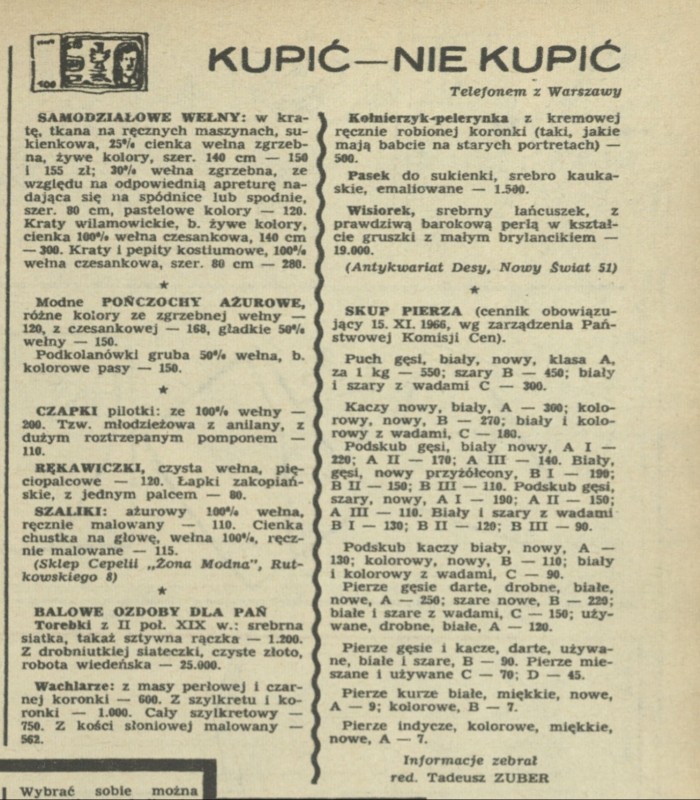 100
KUPIĆ—NIE KUPIĆ
Telefonem z Warszawy
SAMODZIAŁOWE WEŁNY: w kra-
tę, tkana na ręcznych maszynach, su-
kienkowa, 25% cienka wełna zgrzeb-
na, żywe kolory, szer. 140 cm — 150
i 155 zł; 30% wełna zgrzebna, ze
względu na odpowiednią apreturę na-
dająca się na spódnice lub spodnie,
szer. 80 cm, pastelowe kolory — 120.
Kraty wilamowickie, b. żywe kolory,
cienka 100% wełna czesankowa, 140 cm
— 300. Kraty i pepity kostiumowe, 100%
wełna czesankowa, szer. 80 cm — 280.
★
Modne POŃCZOCHY AŻUROWE,
różne kolory ze zgrzebnej wełny —
120, z czesankowej — 168, gładkie 50%
wełny — 150.
Podkolanówki gruba 50% wełna, b.
kolorowe pasy — 150.
★
CZAPKI pilotki: ze 100% wełny —
200. Tzw. młodzieżowa z anilany, z
dużym roztrzepanym pomponem —
110.
RĘKAWICZKI, czysta wełna, pię-
ciopalcowe — 120. Łapki zakopiań-
skie, z jednym palcem — 80.
SZALIKI: ażurowy 100% wełna,
ręcznie malowany — 110. Cienka
chustka na głowę, wełna 100%, ręcz-
nie malowane — 115.
(Sklep Cepelii „Żona Modna”, Rut-
kowskiego 8)
★
BALOWE OZDOBY DLA PAŃ
Torebki z II poł. XIX w.: srebrna
siatka, takaż sztywna rączka — 1.200.
Z drobniutkiej siateczki, czyste złoto,
robota wiedeńska — 25.000.
Wachlarze: z masy perłowej i czar-
nej koronki — 600. Z szylkretu i ko-
ronki — 1.000. Cały szylkretowy —
750. Z kości słoniowej malowany —
562.
Wybrać sobie można
Kołnierzyk-pelerynka z kremowej
ręcznie robionej koronki (taki, jakie
mają babcie na starych portretach) —
500.
Pasek do sukienki, srebro kauka-
skie, emaliowane — 1.500.
Wisiorek, srebrny łańcuszek, z
prawdziwą barokową perłą w kształ-
cie gruszki z małym brylancikiem —
19.000.
(Antykwariat Desy, Nowy Świat 51)
★
SKUP PIERZA (cennik obowiązu-
jący 15. XI. 1966, wg zarządzenia Pań-
stwowej Komisji Cen).
Puch gęsi, biały, nowy, klasa A,
za 1 kg — 550; szary B — 450; biały
i szary z wadami C — 300.
Kaczy nowy, biały, A — 300; kolo-
rowy, nowy, B — 270; biały i kolo-
rowy z wadami, C — 180.
Podskub gęsi, biały nowy, A I —
220; A II — 170; A III — 140. Biały,
gęsi, nowy przyżółcony, B I — 190;
B II — 150; B III — 110. Podskub gęsi,
szary, nowy, A I — 190; A II — 150;
A III — 110. Biały i szary z wadami
B I — 130; B II — 120; B III — 90.
Podskub kaczy biały, nowy, A —
130; kolorowy, nowy, B — 110; biały
i kolorowy z wadami, C — 90.
Pierze gęsie darte, drobne, białe,
nowe, A — 250; szare nowe, B — 220;
białe i szare z wadami, C — 150; uży-
wane, drobne, białe, A — 120.
Pierze gęsie i kacze, darte, używa-
ne, białe i szare, B — 90. Pierze mie-
szane i używane C — 70; D — 45.
Pierze kurze białe, miękkie, nowe,
A — 9; kolorowe, B — 7.
Pierze indycze, kolorowe, miękkie,
nowe, A — 7.
Informacje zebrał
red. Tadeusz ZUBER